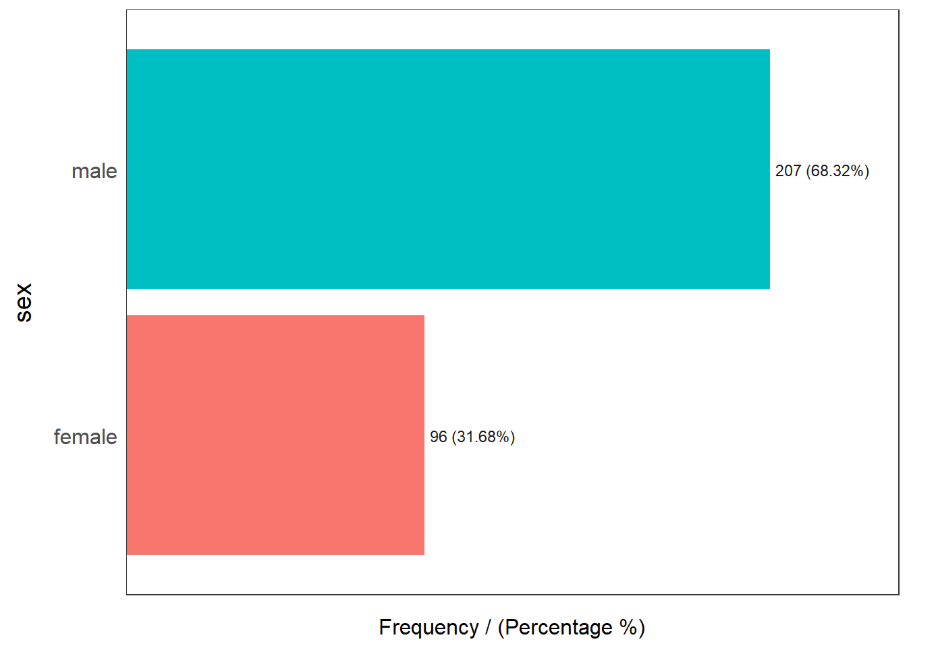 male
207 (68.32%)
sex
female
96 (31.68%)
Frequency / (Percentage %)